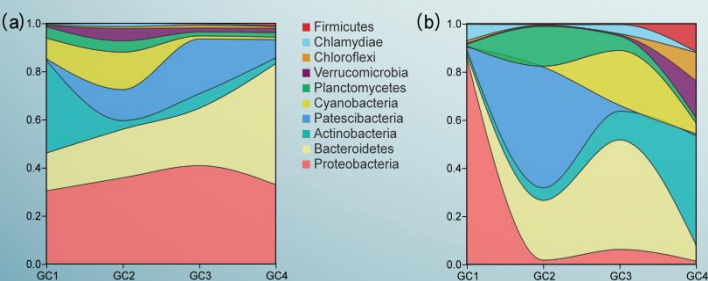 (a)
1.0
0.8
0.6
0.4
0.2
0.0
GC1 GC2 GC3 GC4
Firmicutes
Chlamydiae
Chloroflexi
Verrucomicrobia
Planctomycetes
Cyanobacteria
Patescibacteria
Actinobacteria
Bacteroidetes
Proteobacteria
(b)
1.0
0.8
0.6
0.4
0.2
0.0
GC1 GC2 GC3 GC4